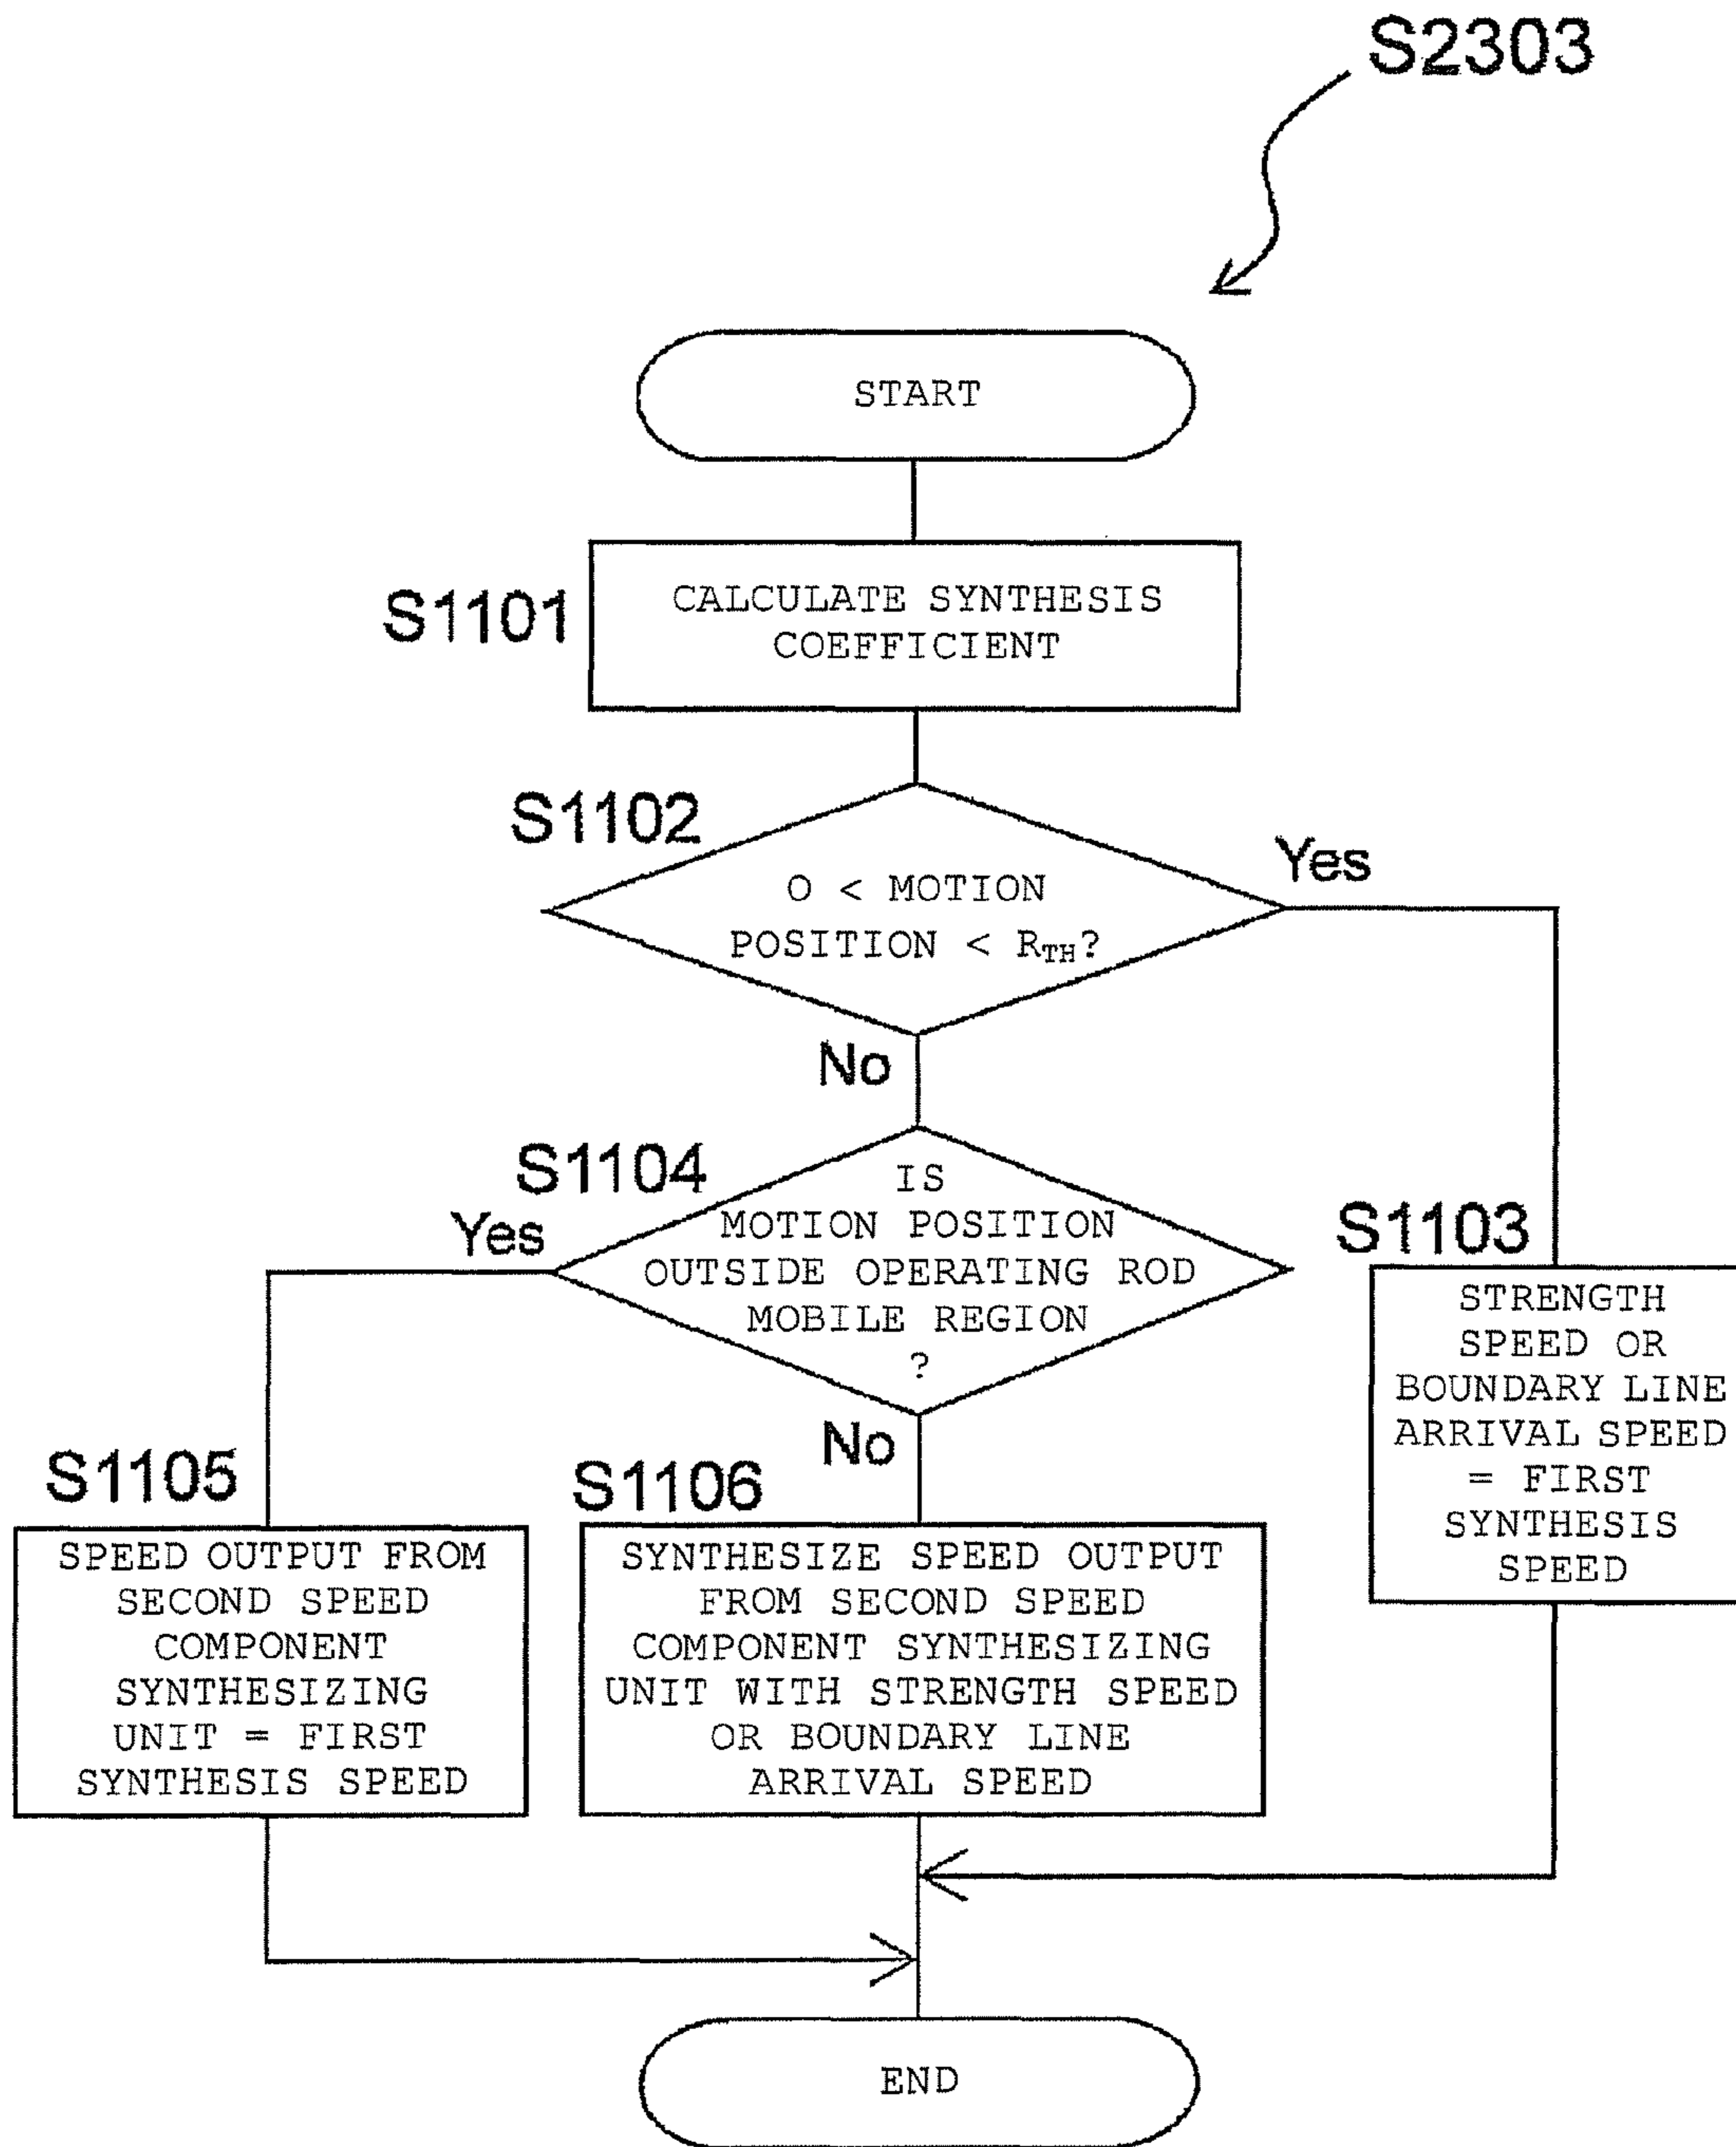 S2303
START
S1101
CALCULATE SYNTHESIS
COEFFICIENT
S1102
O < MOTION
POSITION < RTH?
Yes
No
S1104
IS
MOTION POSITION
OUTSIDE OPERATING ROD
MOBILE REGION
?
Yes
No
S1103
STRENGTH
SPEED OR
BOUNDARY LINE
ARRIVAL SPEED
= FIRST
SYNTHESIS
SPEED
S1105
SPEED OUTPUT FROM
SECOND SPEED
COMPONENT
SYNTHESIZING
UNIT = FIRST
SYNTHESIS SPEED
S1106
SYNTHESIZE SPEED OUTPUT
FROM SECOND SPEED
COMPONENT SYNTHESIZING
UNIT WITH STRENGTH SPEED
OR BOUNDARY LINE
ARRIVAL SPEED
END